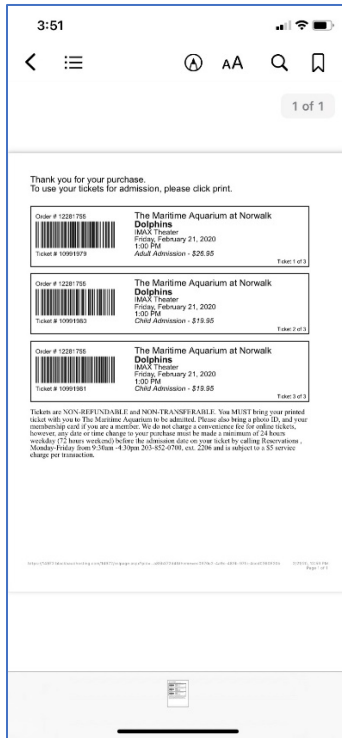 3:51
AA
1 of 1
Thank you for your purchase.
To use your tickets for admission, please click print.
Order # 12281755
Ticket # 10991979
The Maritime Aquarium at Norwalk
Dolphins
IMAX Theater
Friday, February 21, 2020
1:00 PM
Adult Admission - $26.95
Ticket 1 of 3
Order # 12281755
Ticket # 10991980
The Maritime Aquarium at Norwalk
Dolphins
IMAX Theater
Friday, February 21, 2020
1:00 PM
Child Admission - $19.95
Ticket 2 of 3
Order # 12281755
Ticket # 10991981
The Maritime Aquarium at Norwalk
Dolphins
IMAX Theater
Friday, February 21, 2020
1:00 PM
Child Admission - $19.95
Ticket 3 of 3
Tickets are NON-REFUNDABLE and NON-TRANSFERABLE. You MUST bring your printed
ticket with you to The Maritime Aquarium to be admitted. Please also bring a photo ID, and your
membership card if you are a member. We do not charge a convenience fee for online tickets,
however, any date or time change to your purchase must be made a minimum of 24 hours
weekday (72 hours weekend) before the admission date on your ticket by calling Reservations ,
Monday-Friday from 9:30am -4:30pm 203-852-0700, ext. 2206 and is subject to a $5 service
charge per transaction.
Page 1 of 1